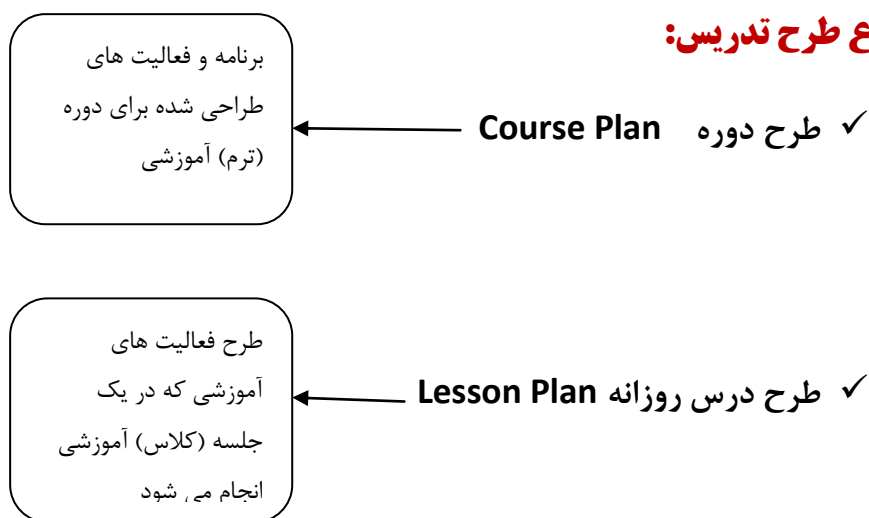 ع طرح تدریس:
✓ طرح دوره Course Plan
برنامه و فعالیت های
طراحی شده برای دوره
(ترم) آموزشی
✓ طرح درس روزانه Lesson Plan
طرح فعالیت های
آموزشی که در یک
جلسه (کلاس) آموزشی
انجام می شود